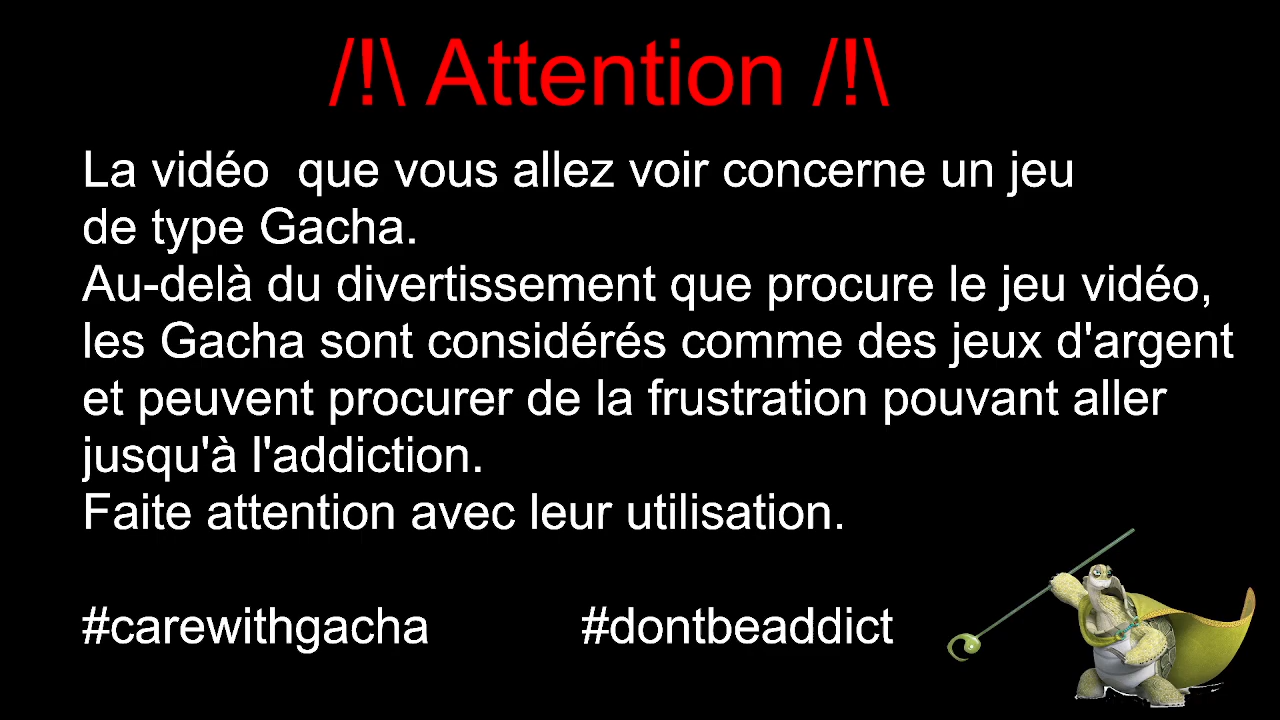 /!\ Attention /!\
La vidéo  que vous allez voir concerne un jeu
de type Gacha.
Au-delà du divertissement que procure le jeu vidéo,
les Gacha sont considérés comme des jeux d'argent
et peuvent procurer de la frustration pouvant aller
jusqu'à l'addiction.
Faite attention avec leur utilisation.
#carewithgacha #dontbeaddict